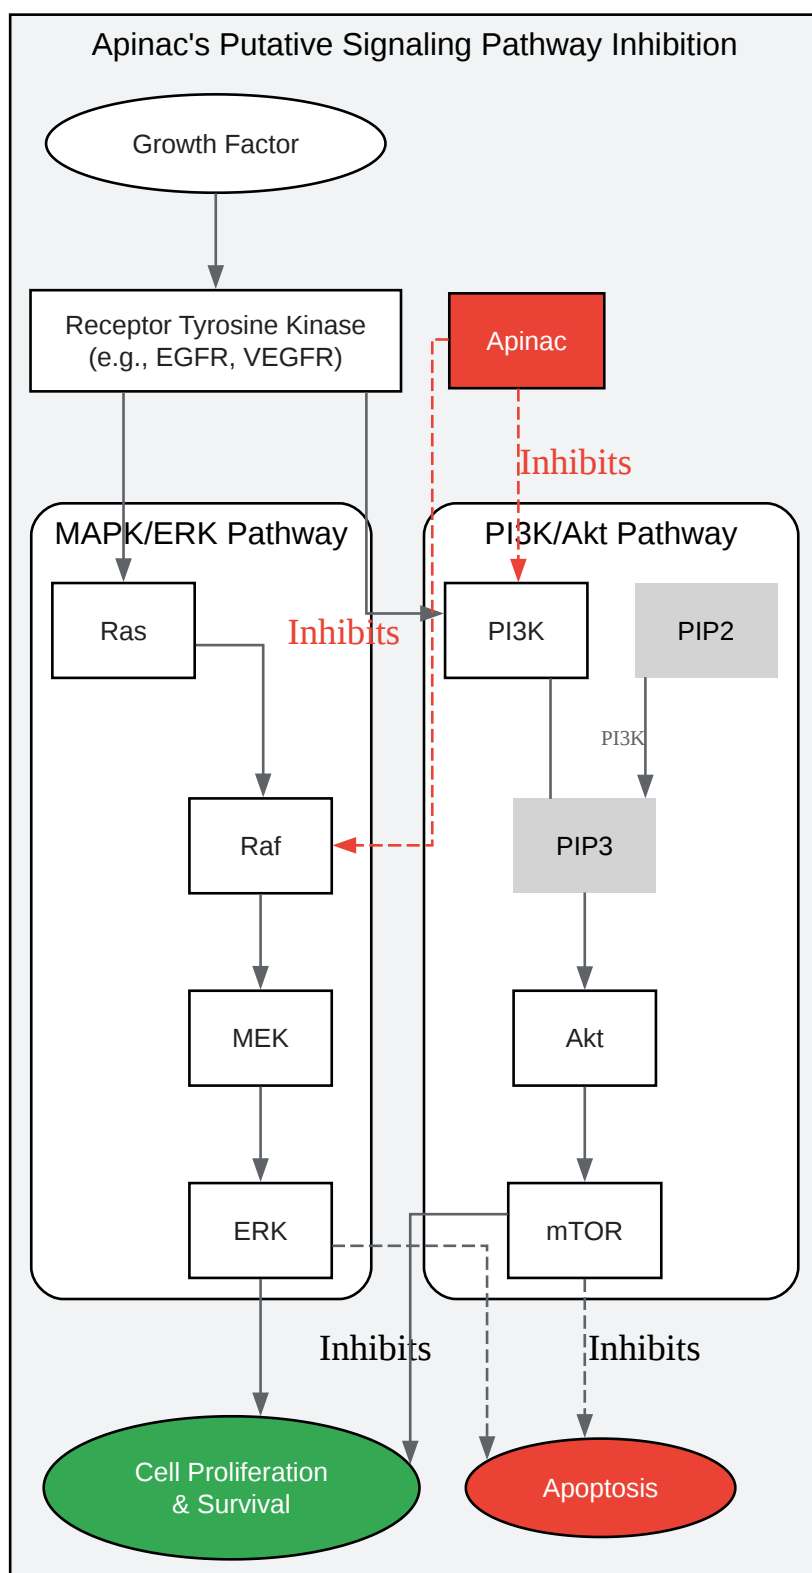 Apinac's Putative Signaling Pathway Inhibition
Growth Factor
Receptor Tyrosine Kinase
(e.g., EGFR, VEGFR)
Apinac
Inhibits
MAPK/ERK Pathway
PI3K/Akt Pathway
Ras
Inhibits
PI3K
PIP2
PI3K
Raf
PIP3
MEK
Akt
ERK
mTOR
Inhibits
Inhibits
Cell Proliferation
& Survival
Apoptosis